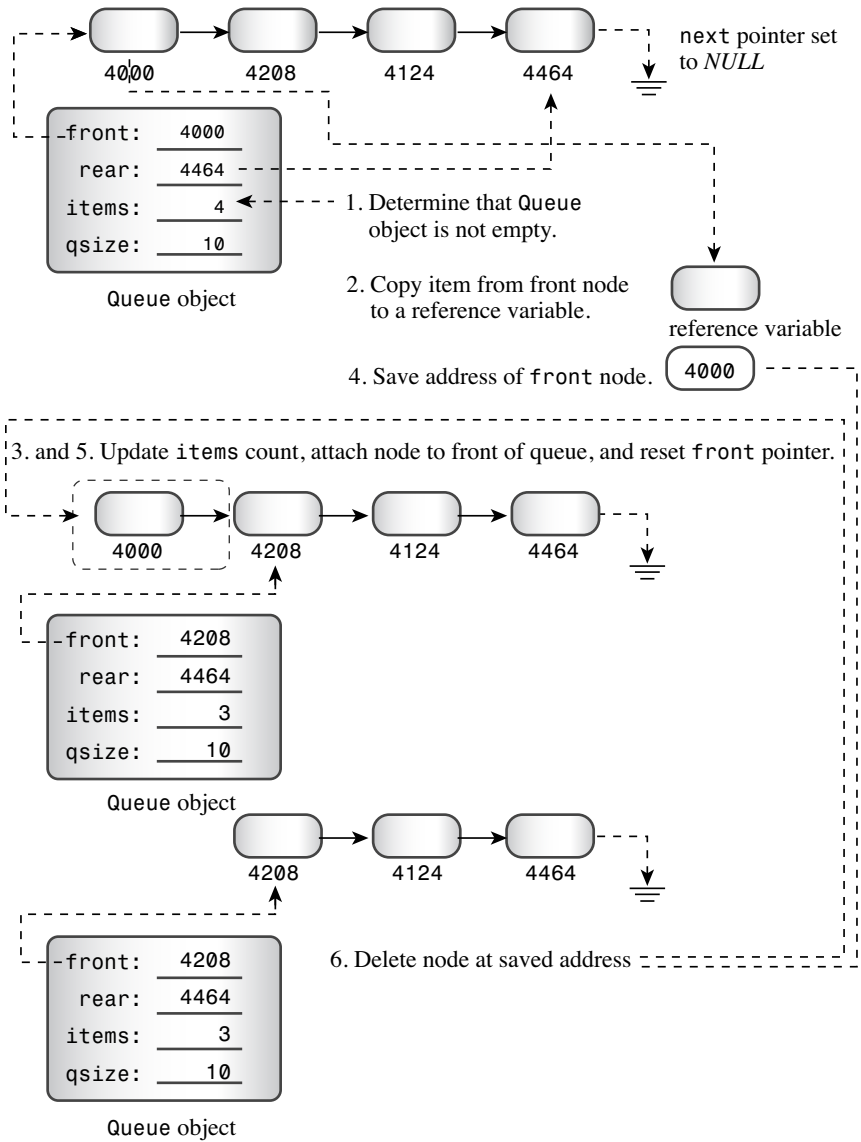 next pointer set
to NULL
4000 4208 4124 4464
front: 4000
rear: 4464
items: 4
qsize: 10
Queue object
1. Determine that Queue
object is not empty.
2. Copy item from front node
to a reference variable.
reference variable
4. Save address of front node.
4000
3. and 5. Update items count, attach node to front of queue, and reset front pointer.
4000 4208 4124 4464
front: 4208
rear: 4464
items: 3
qsize: 10
Queue object
4208 4124 4464
front: 4208
rear: 4464
items: 3
qsize: 10
6. Delete node at saved address
Queue object